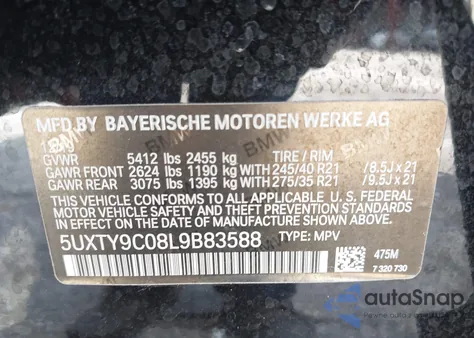 MFD.BY BAYERISCHE MOTOREN WERKE AG
GVWR 5412 lbs 2455 kg TIRE / RIM
GAWR FRONT 2624 lbs 1190 kg WITH 245/40 R21 /8.5J x 21
GAWR REAR 3075 lbs 1395 kg WITH 275/35 R21 /9.5J x 21
THIS VEHICLE CONFORMS TO ALL APPLICABLE U.S. FEDERAL
MOTOR VEHICLE SAFETY, BUMPER, AND THEFT PREVENTION STANDARDS
IN EFFECT ON THE DATE OF MANUFACTURE SHOWN ABOVE.
5UXTY9C08L9B83588 TYPE: MPV 475M
7 320 730
autoSnap